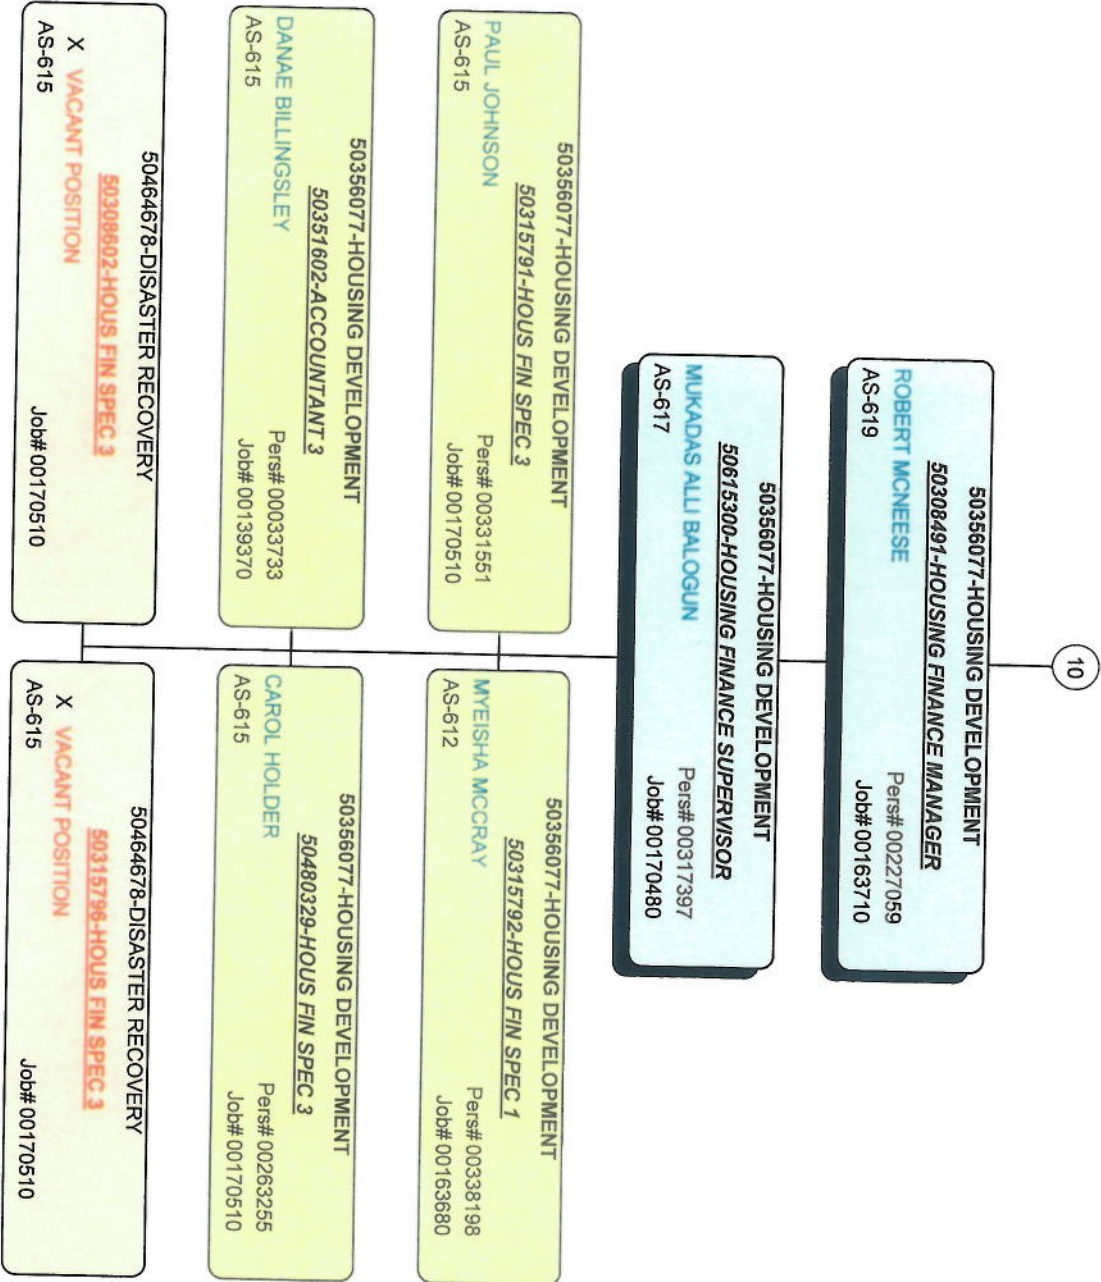 10
50356077-HOUSING DEVELOPMENT
50308491-HOUSING FINANCE MANAGER
ROBERT MCNEESE Pers# 00227059
AS-619 Job# 00163710
50356077-HOUSING DEVELOPMENT
50615300-HOUSING FINANCE SUPERVISOR
MUKADAS ALLI BALOGUN Pers# 00317397
AS-617 Job# 00170480
50356077-HOUSING DEVELOPMENT
50315791-HOUS FIN SPEC 3
PAUL JOHNSON Pers# 00331551
AS-615 Job# 00170510
50356077-HOUSING DEVELOPMENT
50315792-HOUS FIN SPEC 1
MYEISHA MCCRAY Pers# 00338198
AS-612 Job# 00163680
50356077-HOUSING DEVELOPMENT
50351602-ACCOUNTANT 3
DANAE BILLINGSLEY Pers# 00033733
AS-615 Job# 00139370
50356077-HOUSING DEVELOPMENT
50480329-HOUS FIN SPEC 3
CAROL HOLDER Pers# 00263255
AS-615 Job# 00170510
50464678-DISASTER RECOVERY
50308602-HOUS FIN SPEC 3
X VACANT POSITION
AS-615 Job# 00170510
50464678-DISASTER RECOVERY
50315796-HOUS FIN SPEC 3
X VACANT POSITION
AS-615 Job# 00170510